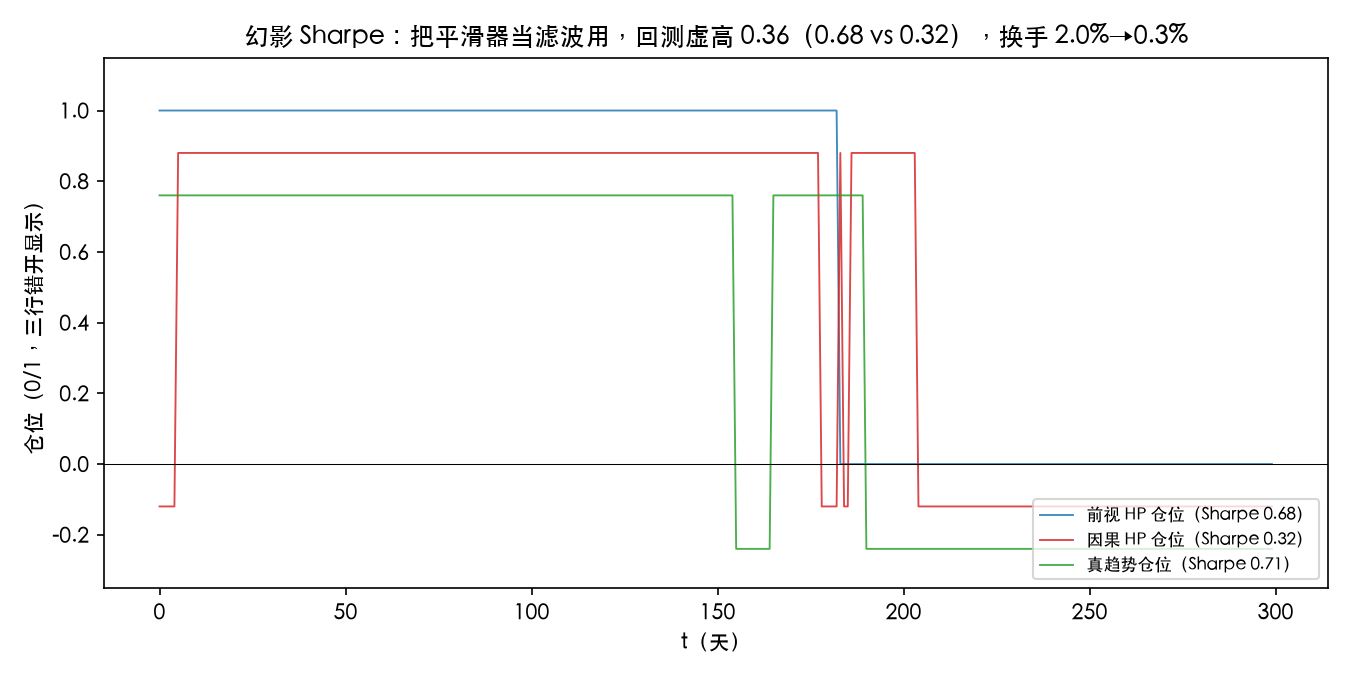 幻影 Sharpe：把平滑器当滤波用，回测虚高 0.36（0.68 vs 0.32），换手 2.0%→0.3%
仓位（0/1，三行错开显示）
1.0
0.8
0.6
0.4
0.2
0.0
-0.2
前视 HP 仓位（Sharpe 0.68）
因果 HP 仓位（Sharpe 0.32）
真趋势仓位（Sharpe 0.71）
0 50 100 150 200 250 300
t（天）